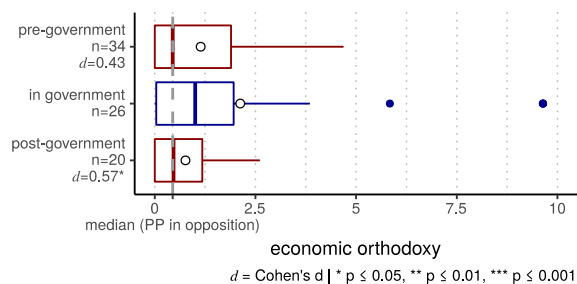 pre-government
n=34
d=0.43
in government
n=26
post-government
n=20
d=0.57*
0 2.5 5 7.5 10
median (PP in opposition)
economic orthodoxy
d = Cohen's d | * p ≤ 0.05, ** p ≤ 0.01, *** p ≤ 0.001